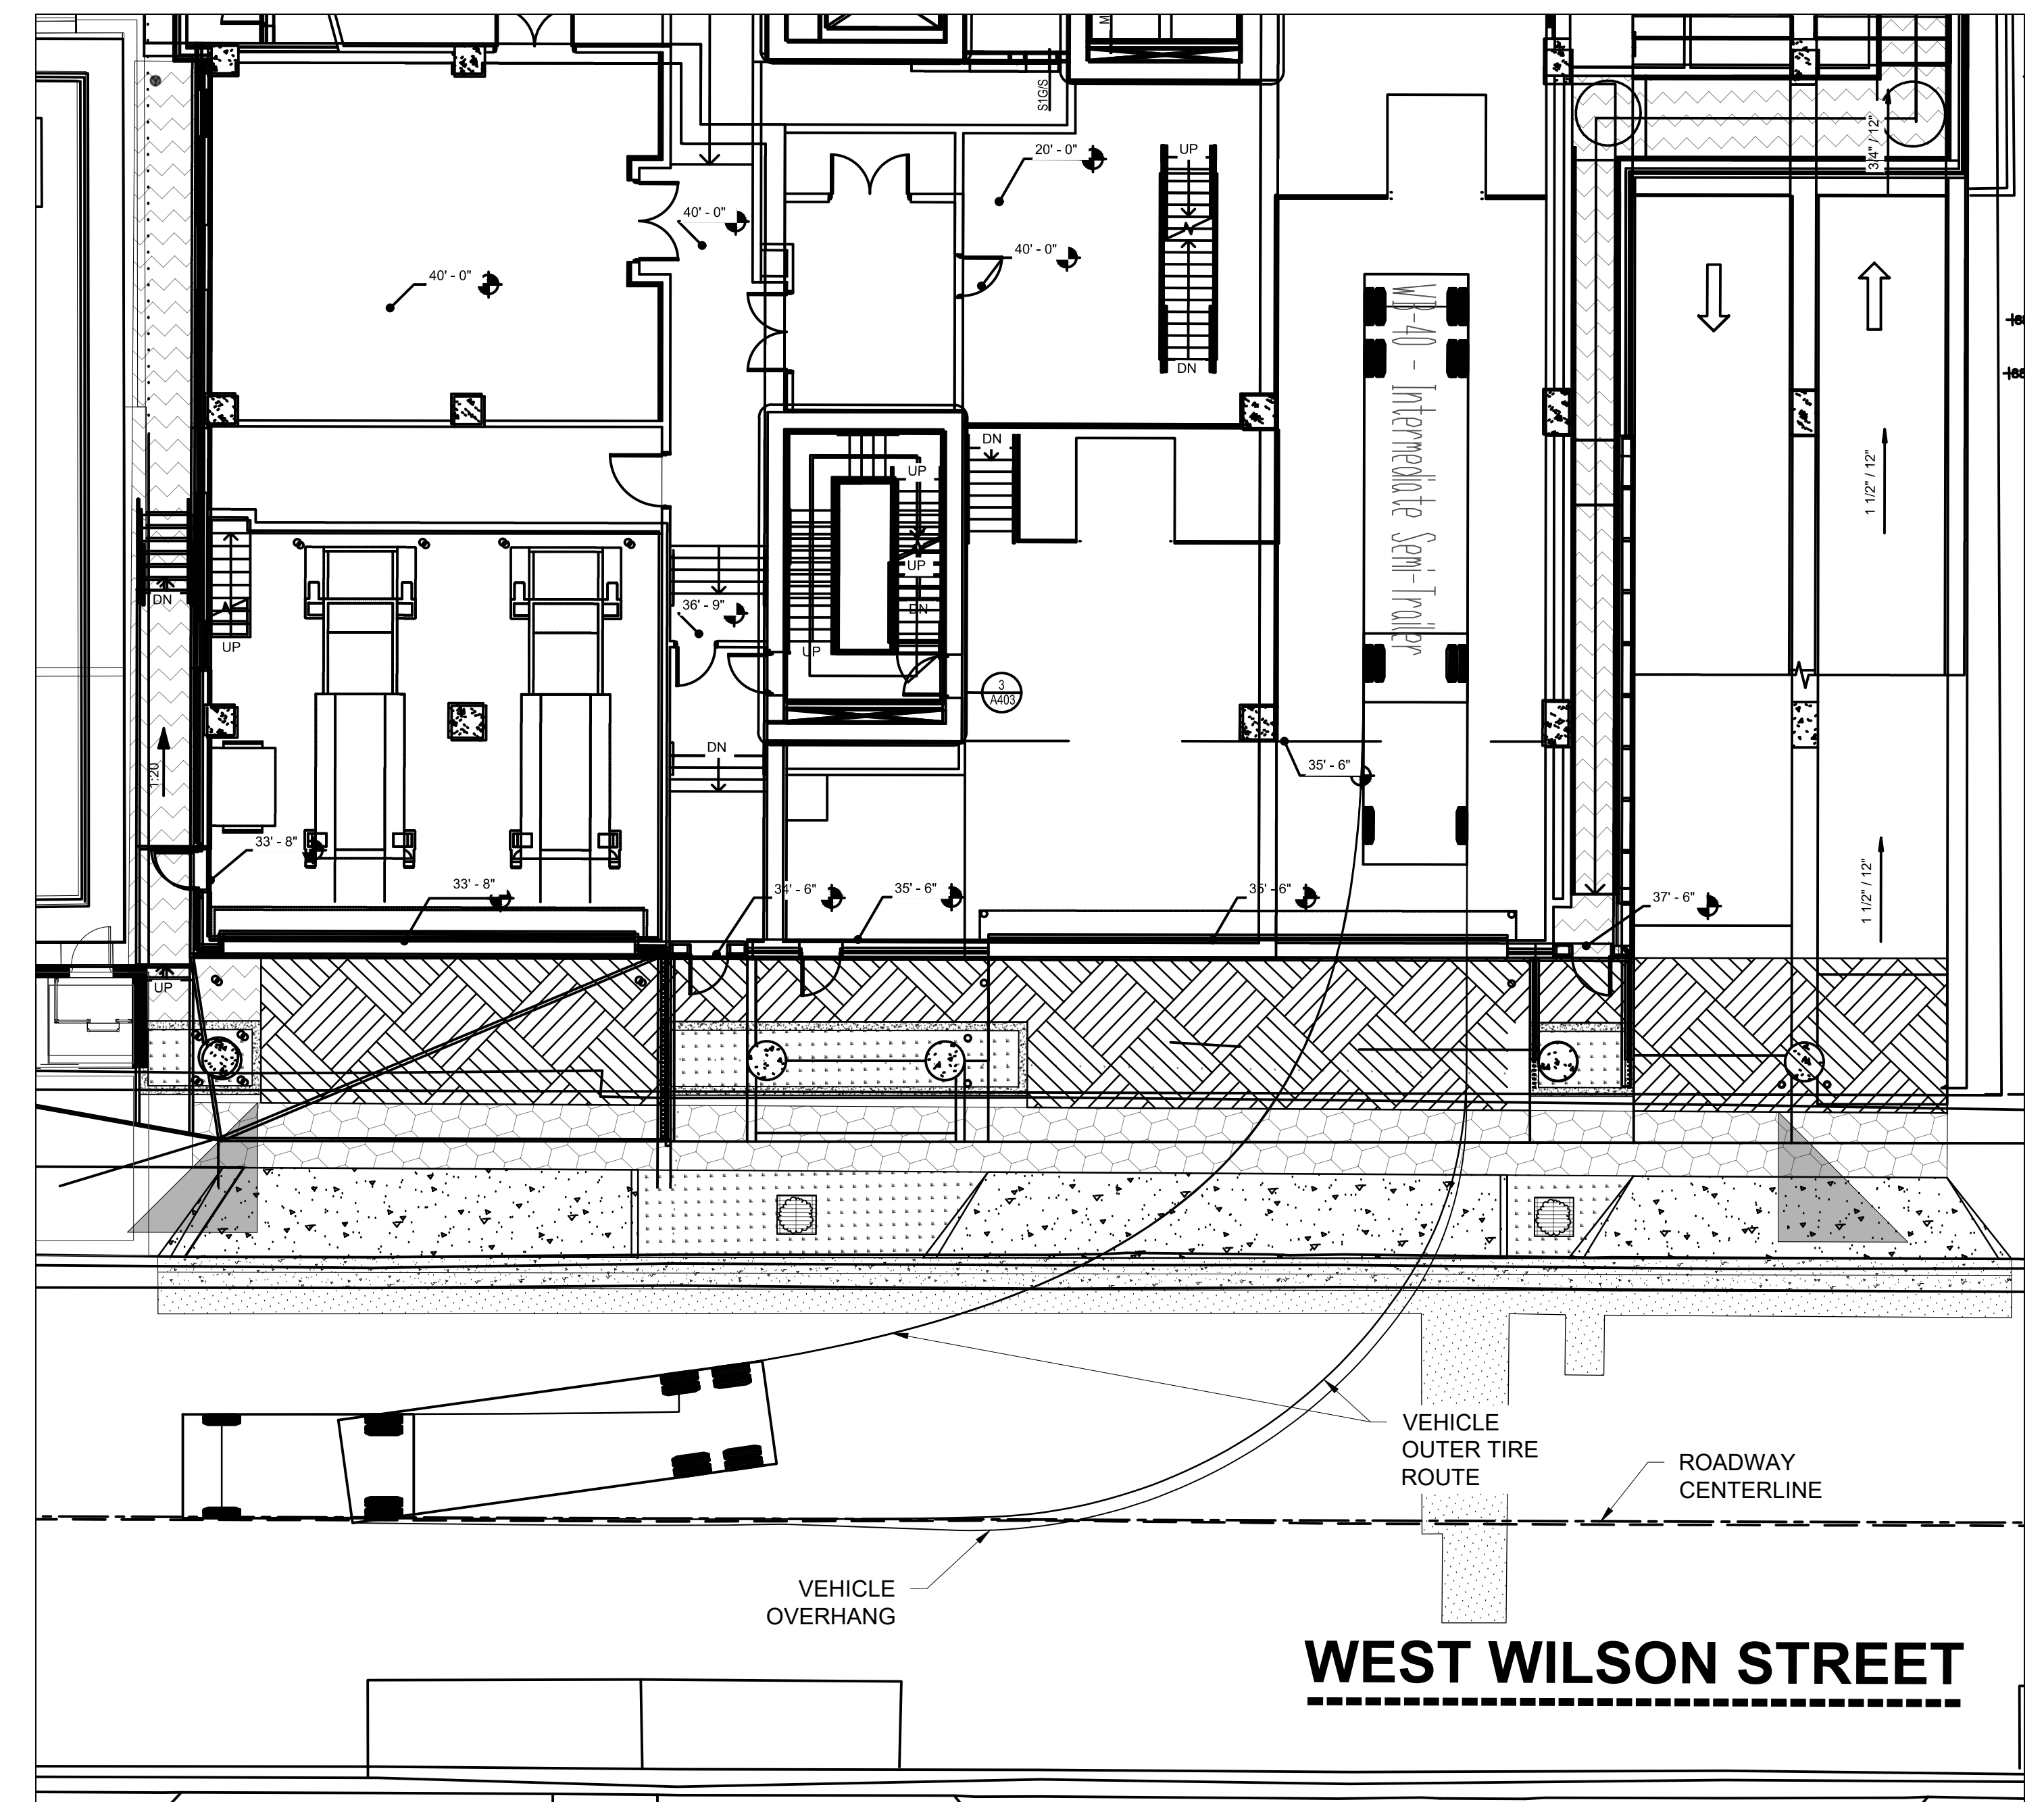 M
S1G/S
20' - 0"
UP
3/4" / 12"
40' - 0"
40' - 0"
40' - 0"
WB-40 - Intermediate Semi-Trailer
DN
DN
UP
1 1/2" / 12"
UP
DN
DN
36' - 9"
UP
UP
3
A403
DN
1:20
35' - 6"
33' - 8"
33' - 8"
34' - 6"
35' - 6"
35' - 6"
37' - 6"
1 1/2" / 12"
UP
VEHICLE
OUTER TIRE
ROUTE
ROADWAY
CENTERLINE
VEHICLE
OVERHANG
WEST WILSON STREET